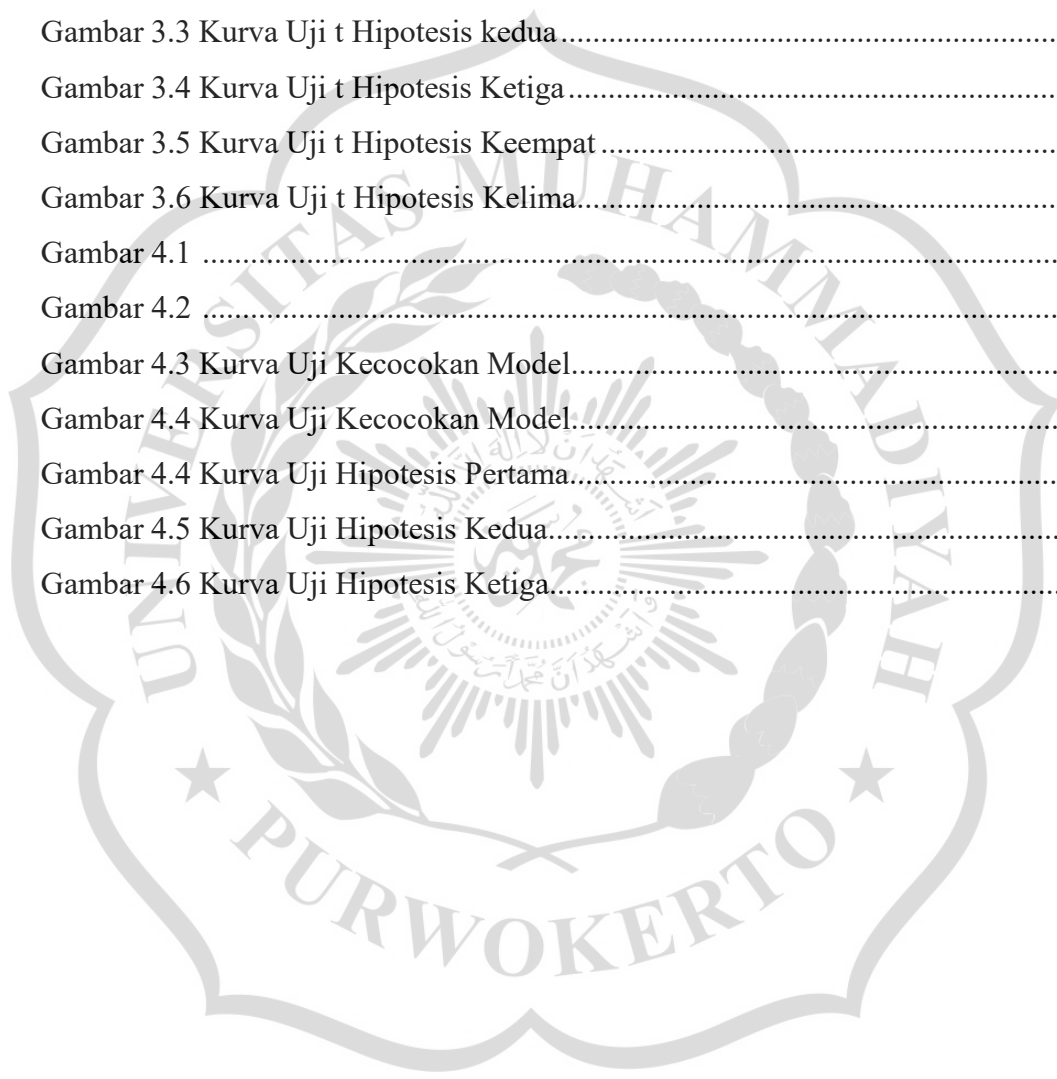 Gambar 3.3 Kurva Uji t Hipotesis kedua
Gambar 3.4 Kurva Uji t Hipotesis Ketiga
Gambar 3.5 Kurva Uji t Hipotesis Keempat
Gambar 3.6 Kurva Uji t Hipotesis Kelima
Gambar 4.1
Gambar 4.2
Gambar 4.3 Kurva Uji Kecocokan Model
Gambar 4.4 Kurva Uji Kecocokan Model
Gambar 4.4 Kurva Uji Hipotesis Pertama
Gambar 4.5 Kurva Uji Hipotesis Kedua
Gambar 4.6 Kurva Uji Hipotesis Ketiga
UNIVERSITAS MUHAMMADIYAH
PURWOKERTO